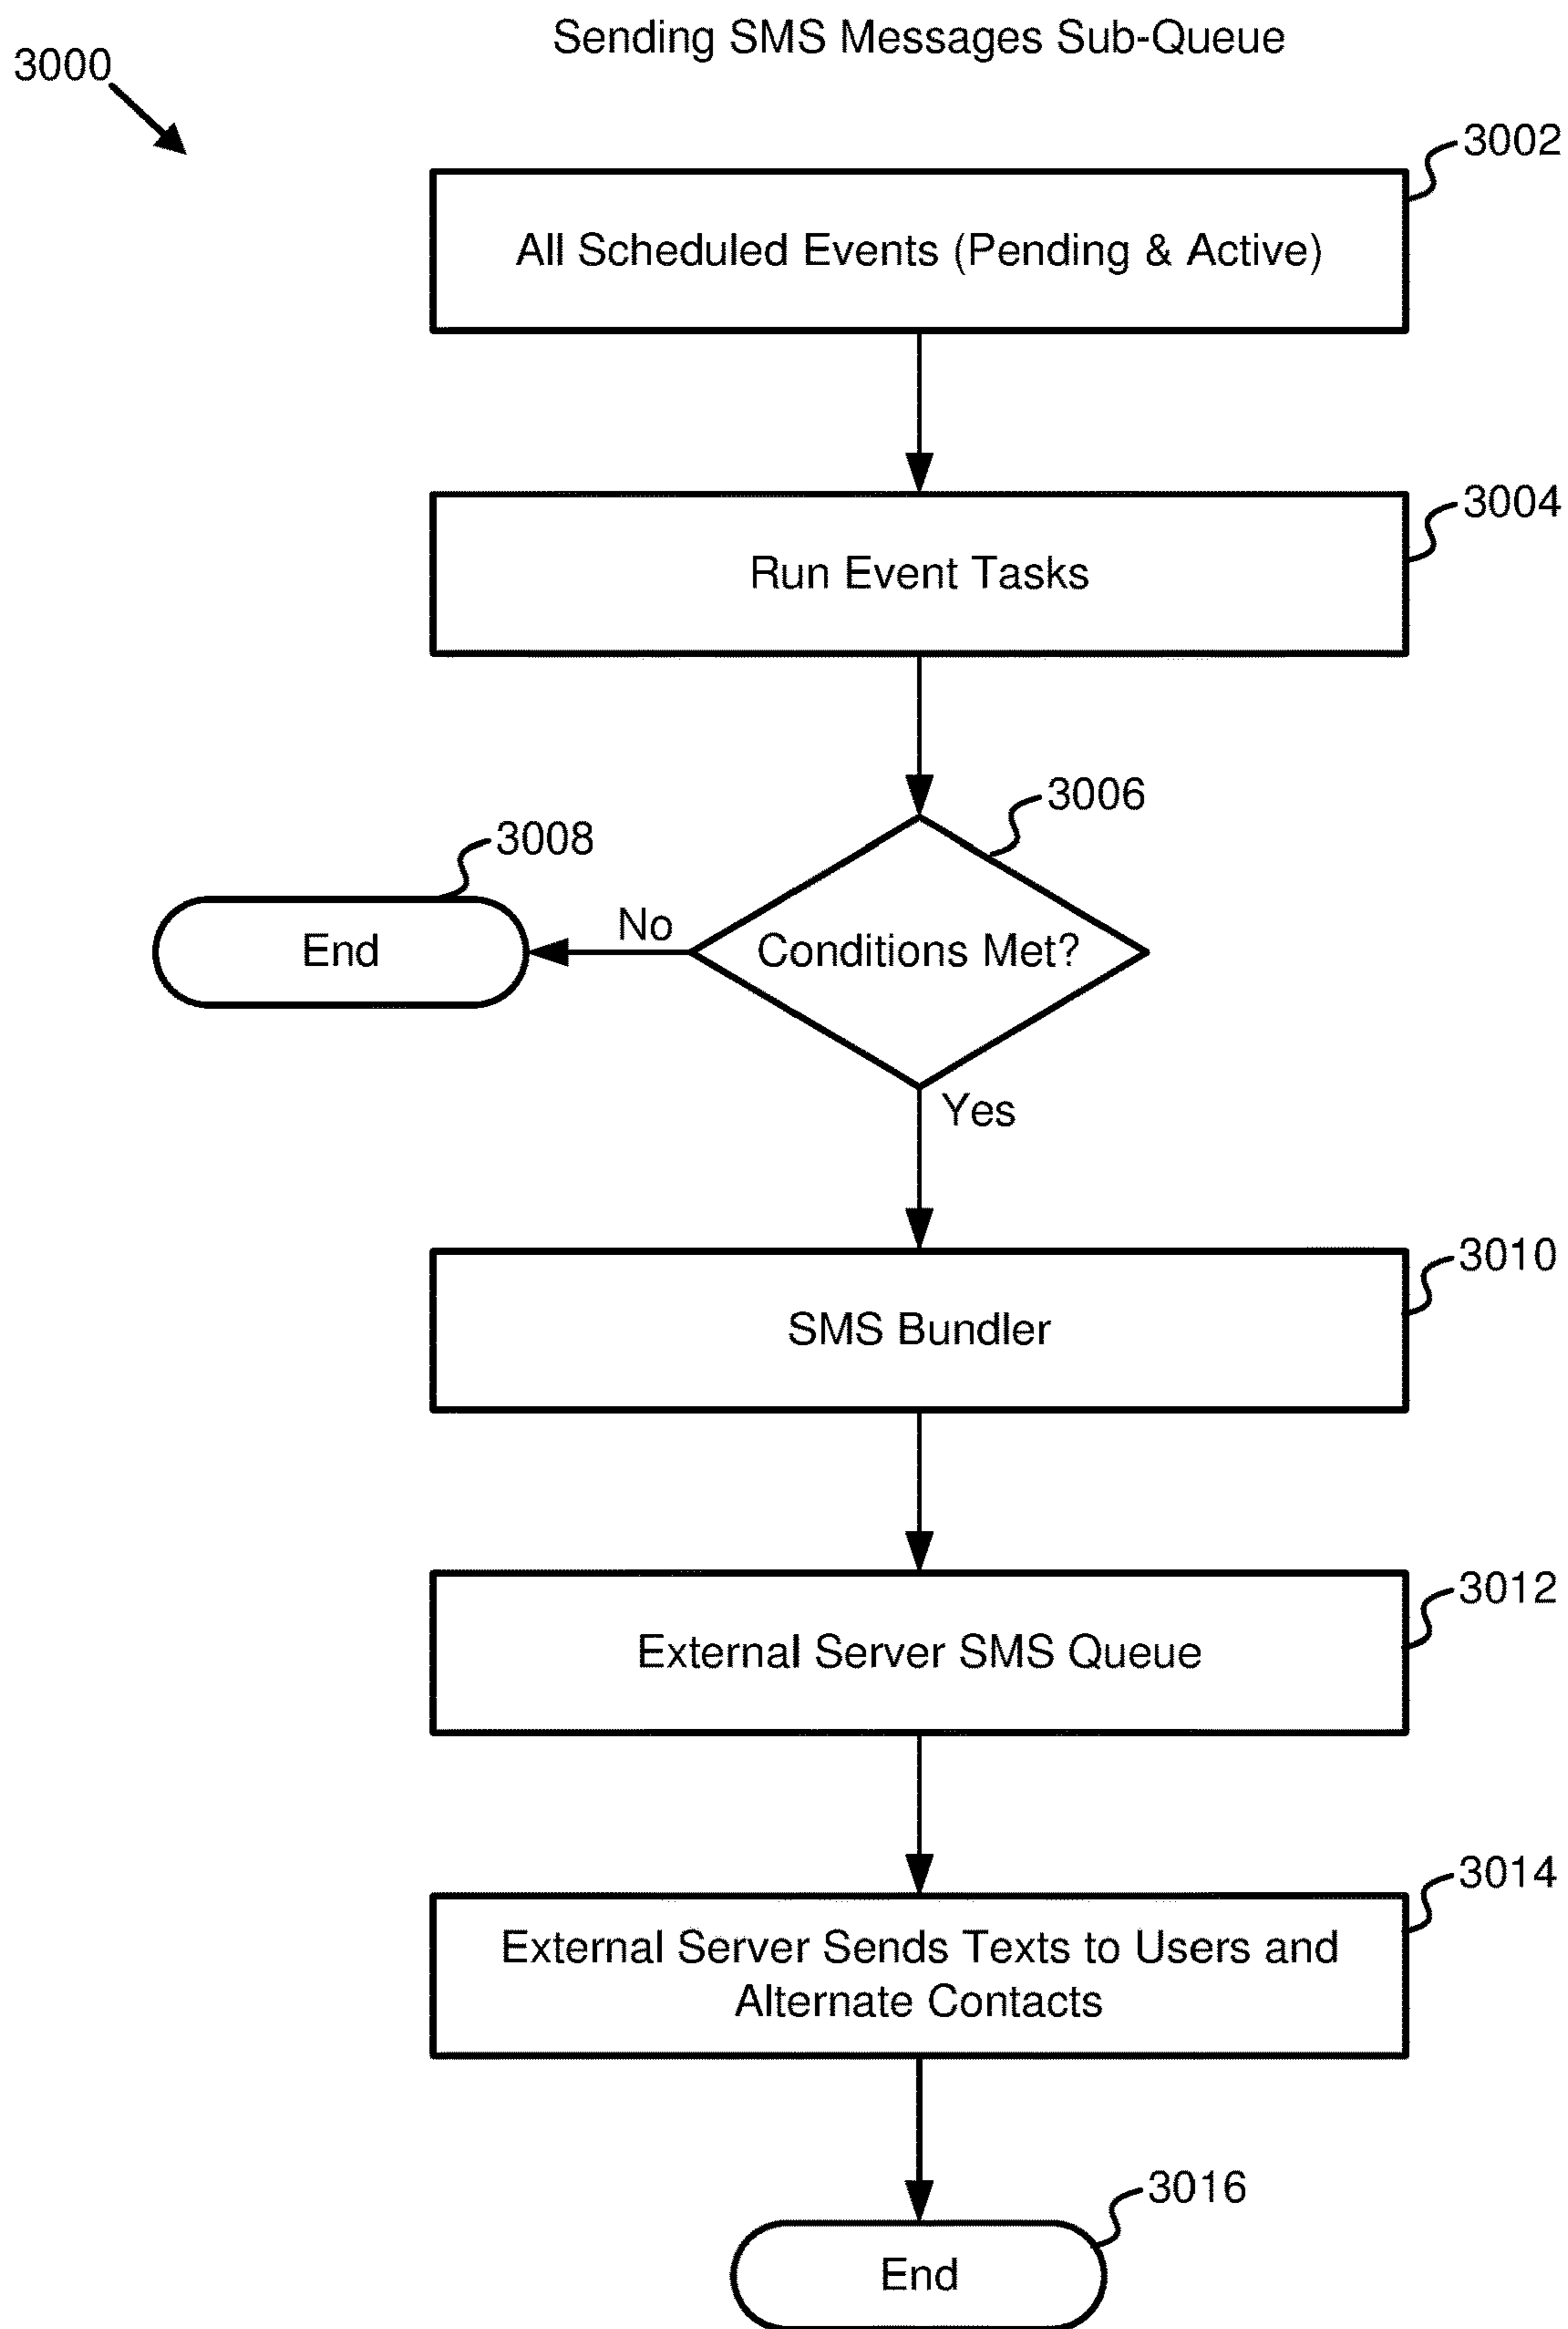 Sending SMS Messages Sub-Queue
3000
3002
All Scheduled Events (Pending & Active)
3004
Run Event Tasks
3006
3008
No
End
Conditions Met?
Yes
3010
SMS Bundler
3012
External Server SMS Queue
3014
External Server Sends Texts to Users and
Alternate Contacts
3016
End